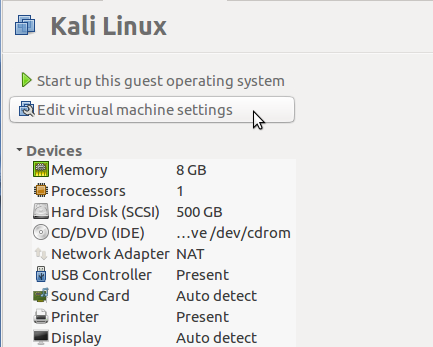 Kali Linux
Start up this guest operating system
Edit virtual machine settings
Devices
Memory 8 GB
Processors 1
Hard Disk (SCSI) 500 GB
CD/DVD (IDE) ...ve /dev/cdrom
Network Adapter NAT
USB Controller Present
Sound Card Auto detect
Printer Present
Display Auto detect